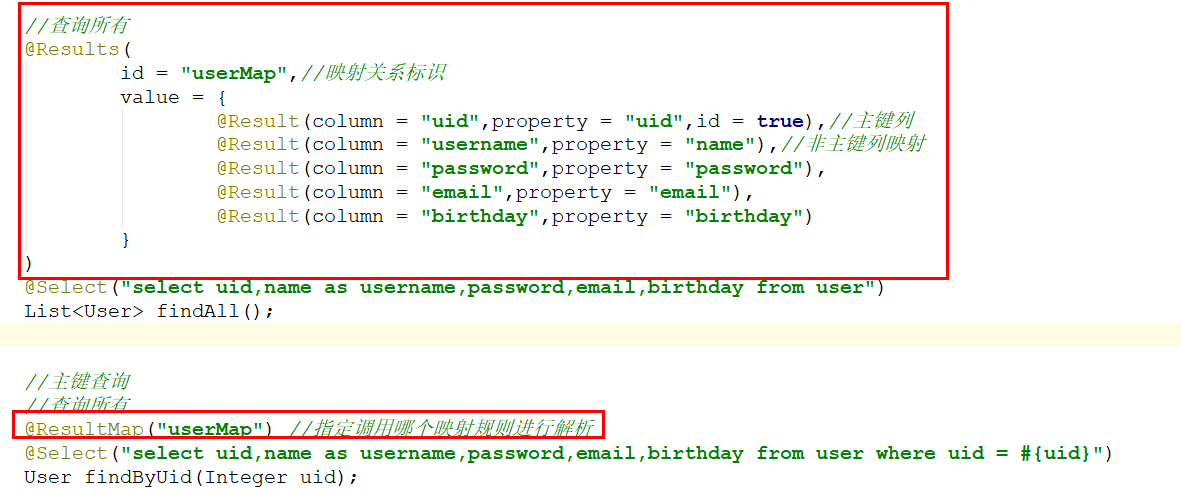 //查询所有
@Results(
id = "userMap",//映射关系标识
value = {
@Result(column = "uid",property = "uid",id = true),//主键列
@Result(column = "username",property = "name"),//非主键列映射
@Result(column = "password",property = "password"),
@Result(column = "email",property = "email"),
@Result(column = "birthday",property = "birthday")
}
)
@Select("select uid,name as username,password,email,birthday from user")
List<User> findAll();
//主键查询
//查询所有
@ResultMap("userMap") //指定调用哪个映射规则进行解析
@Select("select uid,name as username,password,email,birthday from user where uid = #{uid}")
User findByUid(Integer uid);